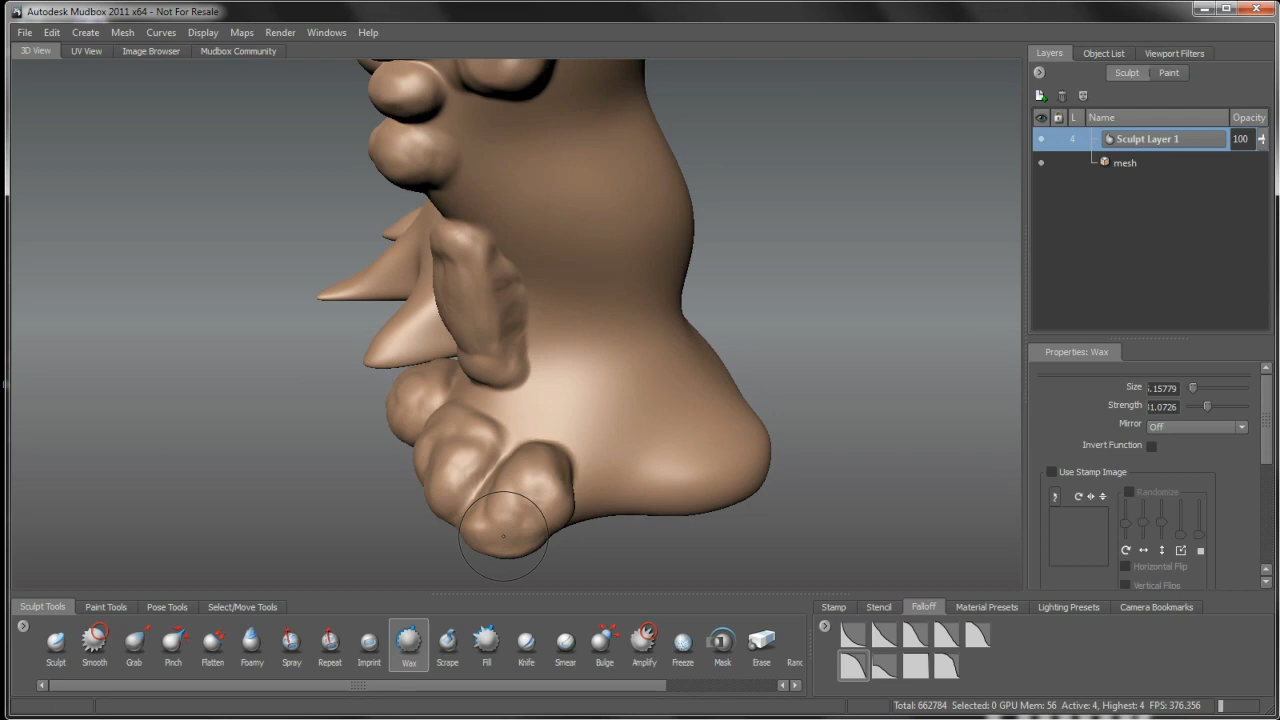 Autodesk Mudbox 2011 x64 - Not For Resale
File Edit Create Mesh Curves Display Maps Render Windows Help
3D View UV View Image Browser Mudbox Community
Layers Object List Viewport Filters
Sculpt Paint
L Name Opacity
4 Sculpt Layer 1 100
mesh
Properties: Wax
Size .15779
Strength 31.0726
Mirror Off
Invert Function
Use Stamp Image
Randomize
Horizontal Flip
Vertical Flips
Sculpt Tools Paint Tools Pose Tools Select/Move Tools
Sculpt Smooth Grab Pinch Flatten Foamy Spray Repeat Imprint Wax Scrape Fill Knife Smear Bulge Amplify Freeze Mask Erase Ranc
Stamp Stencil Falloff Material Presets Lighting Presets Camera Bookmarks
Total: 662784 Selected: 0 GPU Mem: 56 Active: 4, Highest: 4 FPS: 376.356